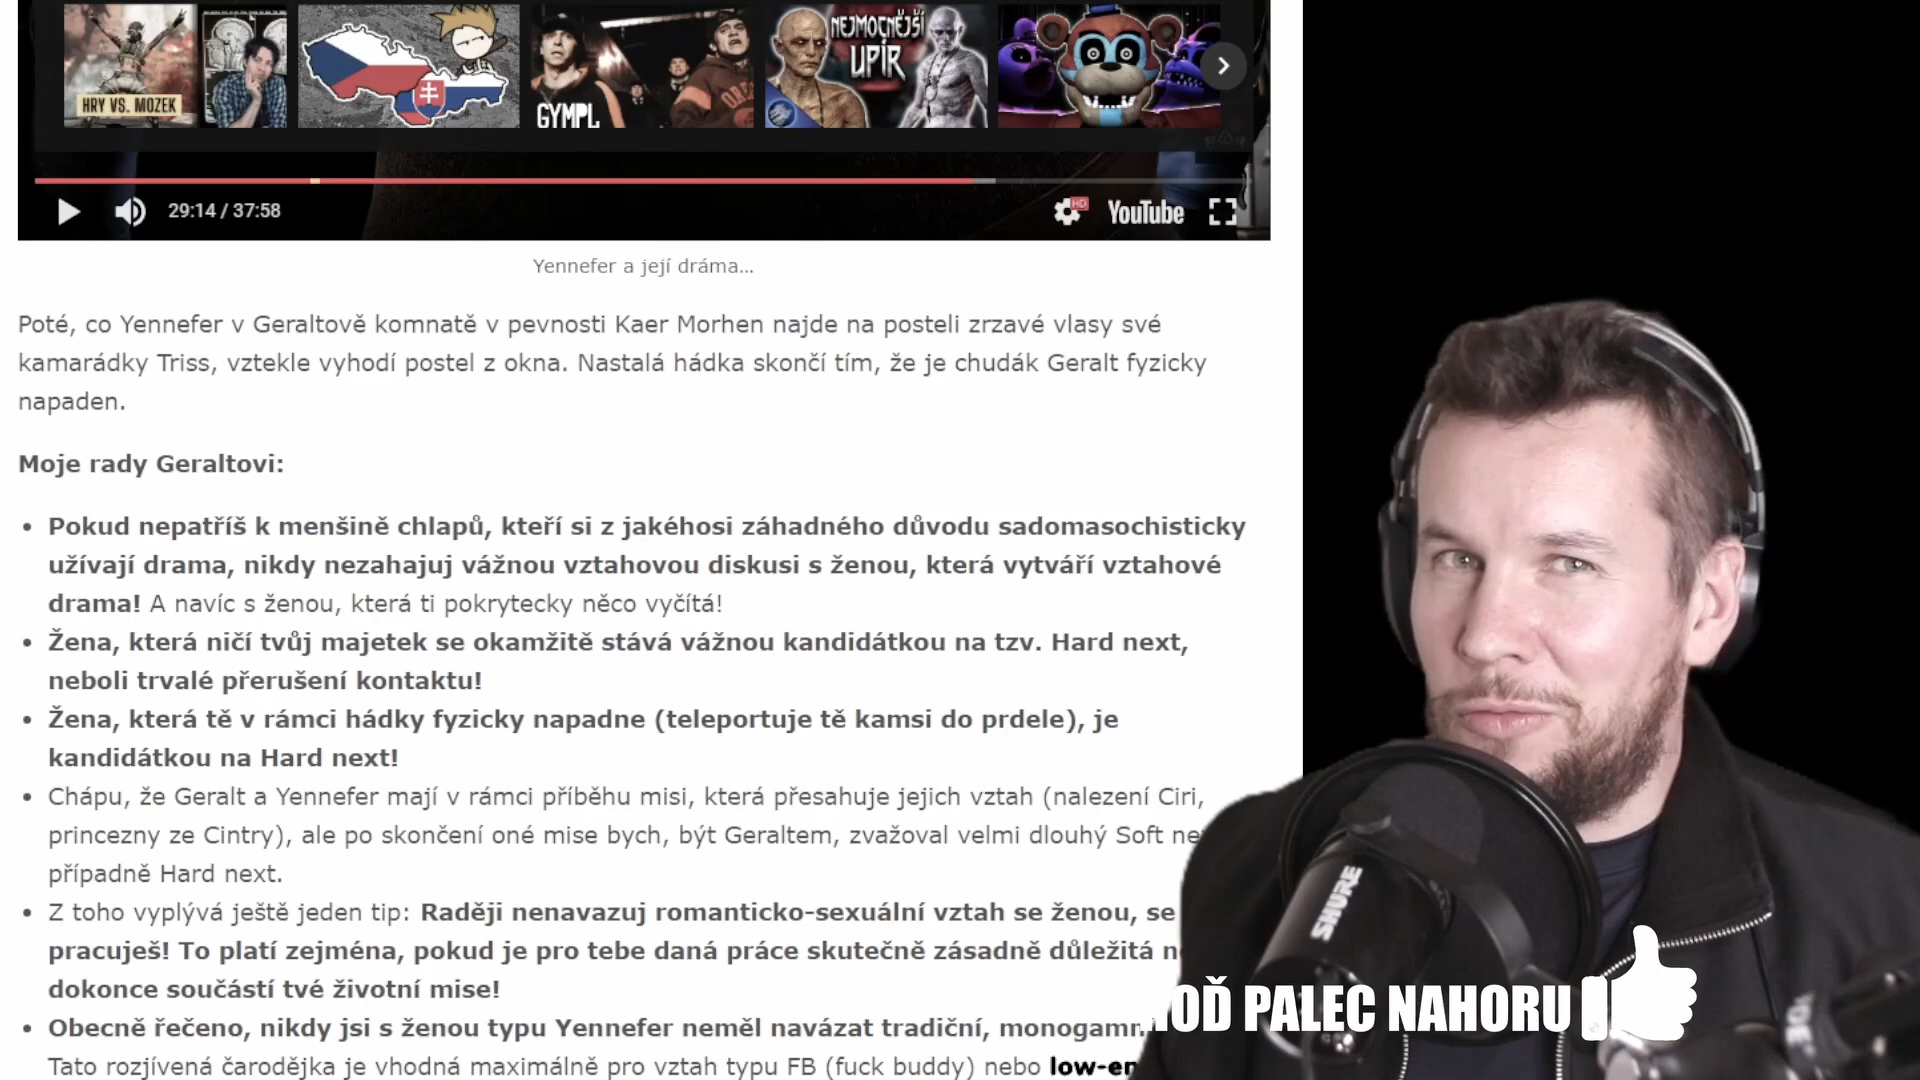 HRY VS. MOZEK
GYMPL
NEJMOCNĚJŠÍ
UPÍR
29:14 / 37:58
HD
YouTube
Yennefer a její dráma...
Poté, co Yennefer v Geraltově komnatě v pevnosti Kaer Morhen najde na posteli zrzavé vlasy své
kamarádky Triss, vztekle vyhodí postel z okna. Nastalá hádka skončí tím, že je chudák Geralt fyzicky
napaden.
Moje rady Geraltovi:
• Pokud nepatříš k menšině chlapů, kteří si z jakéhosi záhadného důvodu sadomasochisticky
užívají drama, nikdy nezahajuj vážnou vztahovou diskusi s ženou, která vytváří vztahové
drama! A navíc s ženou, která ti pokrytecky něco vyčítá!
• Žena, která ničí tvůj majetek se okamžitě stává vážnou kandidátkou na tzv. Hard next,
neboli trvalé přerušení kontaktu!
• Žena, která tě v rámci hádky fyzicky napadne (teleportuje tě kamsi do prdele), je
kandidátkou na Hard next!
• Chápu, že Geralt a Yennefer mají v rámci příběhu misi, která přesahuje jejich vztah (nalezení Ciri,
princezny ze Cintry), ale po skončení oné mise bych, být Geraltem, zvažoval velmi dlouhý Soft ne
případně Hard next.
• Z toho vyplývá ještě jeden tip: Raději nenavazuj romanticko-sexuální vztah se ženou, se
pracuješ! To platí zejména, pokud je pro tebe daná práce skutečně zásadně důležitá n
dokonce součástí tvé životní mise!
• Obecně řečeno, nikdy jsi s ženou typu Yennefer neměl navázat tradiční, monogam
Tato rozjívená čarodějka je vhodná maximálně pro vztah typu FB (fuck buddy) nebo low-en
SHURE
HOĎ PALEC NAHORU